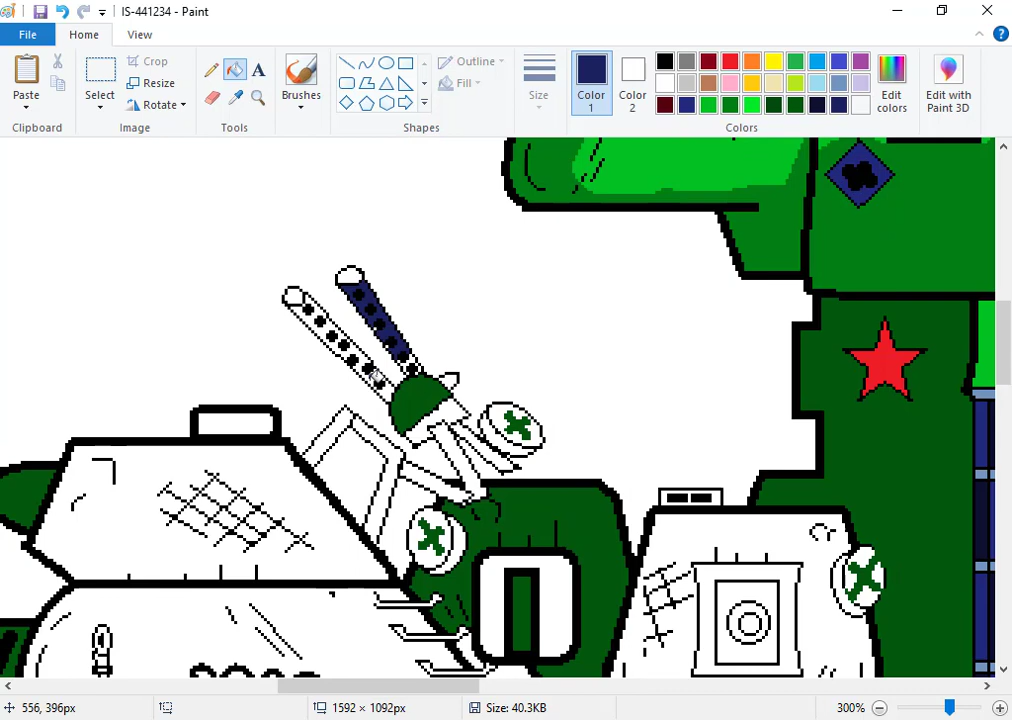 IS-441234 - Paint
File
Home
View
Paste
Clipboard
Select
Crop
Resize
Rotate
Image
A
Tools
Brushes
Outline
Fill
Shapes
Size
Color 1
Color 2
Edit colors
Edit with Paint 3D
Colors
556, 396px
1592 × 1092px
Size: 40.3KB
300%